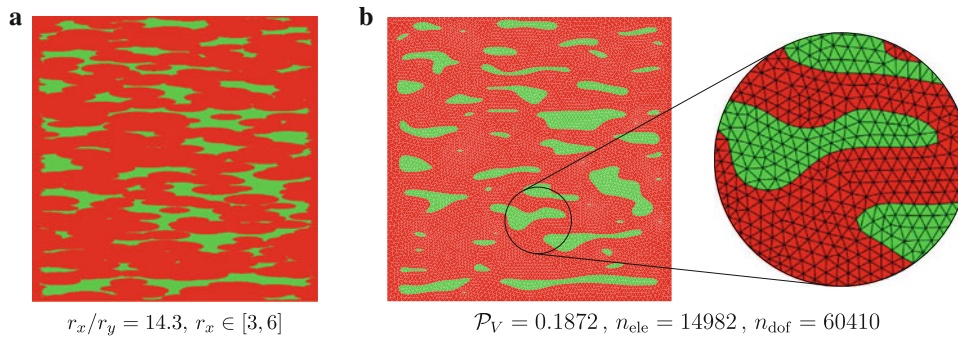 a
b
r_x/r_y = 14.3, r_x ∈ [3, 6]
𝒫_V = 0.1872 , n_ele = 14982 , n_dof = 60410